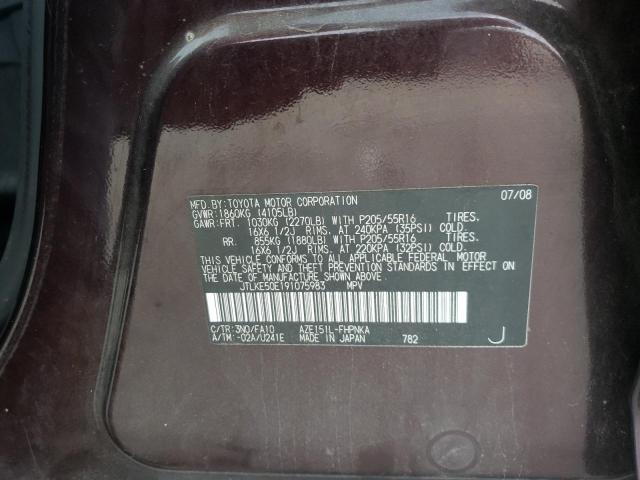 MFD.BY:TOYOTA MOTOR CORPORATION 07/08
GVWR:1860KG (4105LB)
GAWR:FRT. 1030KG (2270LB) WITH P205/55R16 TIRES.
16X6 1/2J RIMS. AT 240KPA (35PSI) COLD.
RR. 855KG (1880LB) WITH P205/55R16 TIRES.
16X6 1/2J RIMS. AT 220KPA (32PSI) COLD.
THIS VEHICLE CONFORMS TO ALL APPLICABLE FEDERAL MOTOR
VEHICLE SAFETY AND THEFT PREVENTION STANDARDS IN EFFECT ON
THE DATE OF MANUFACTURE SHOWN ABOVE.
JTLKE50E191075983 MPV
C/TR:3N0/FA10 AZE151L-FHPNKA
A/TM:-02A/U241E MADE IN JAPAN 782 J